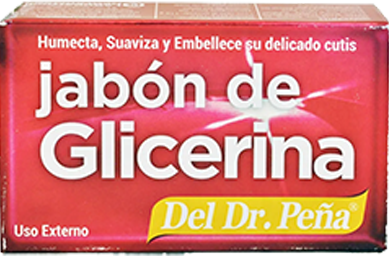 Humecta, Suaviza y Embellece su delicado cutis
jabón de
Glicerina
Del Dr. Peña®
Uso Externo